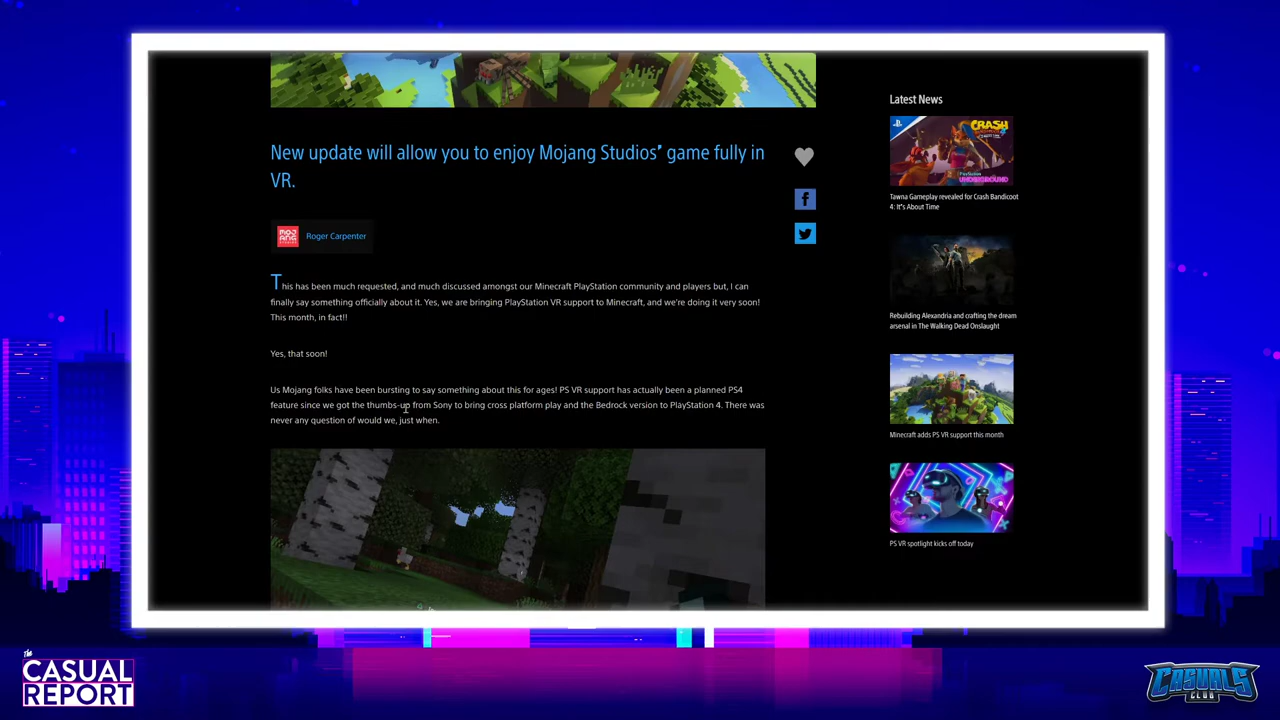 New update will allow you to enjoy Mojang Studios' game fully in
VR.
MOJ
ANG
STUDIOS
Roger Carpenter
This has been much requested, and much discussed amongst our Minecraft PlayStation community and players but, I can
finally say something officially about it. Yes, we are bringing PlayStation VR support to Minecraft, and we're doing it very soon!
This month, in fact!!
Yes, that soon!
Us Mojang folks have been bursting to say something about this for ages! PS VR support has actually been a planned PS4
feature since we got the thumbs-up from Sony to bring cross platform play and the Bedrock version to PlayStation 4. There was
never any question of would we, just when.
Latest News
CRASH
UNDERGROUND
Tawna Gameplay revealed for Crash Bandicoot
4: It"s About Time
Rebuilding Alexandria and crafting the dream
arsenal in The Walking Dead Onslaught
Minecraft adds PS VR support this month
PS VR spotlight kicks off today
The
CASUAL
REPORT
CASUALS
CLUB